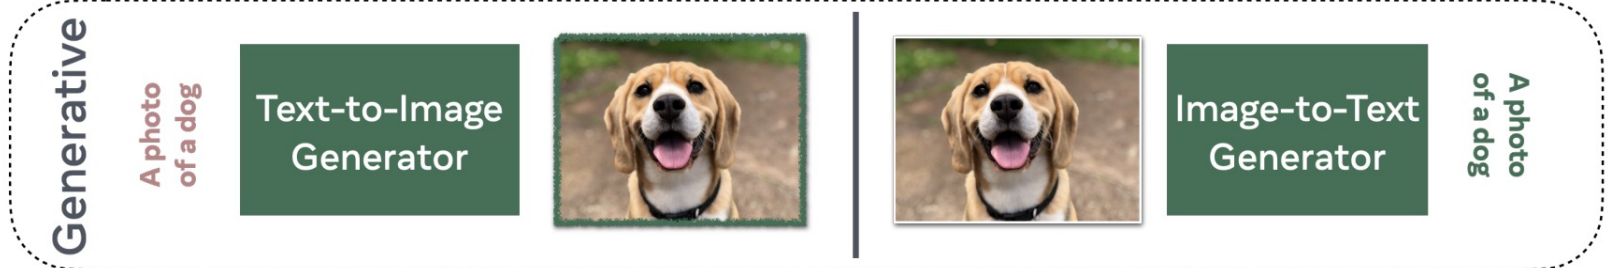 Generative
A photo
of a dog
Text-to-Image
Generator
Image-to-Text
Generator
A photo
of a dog